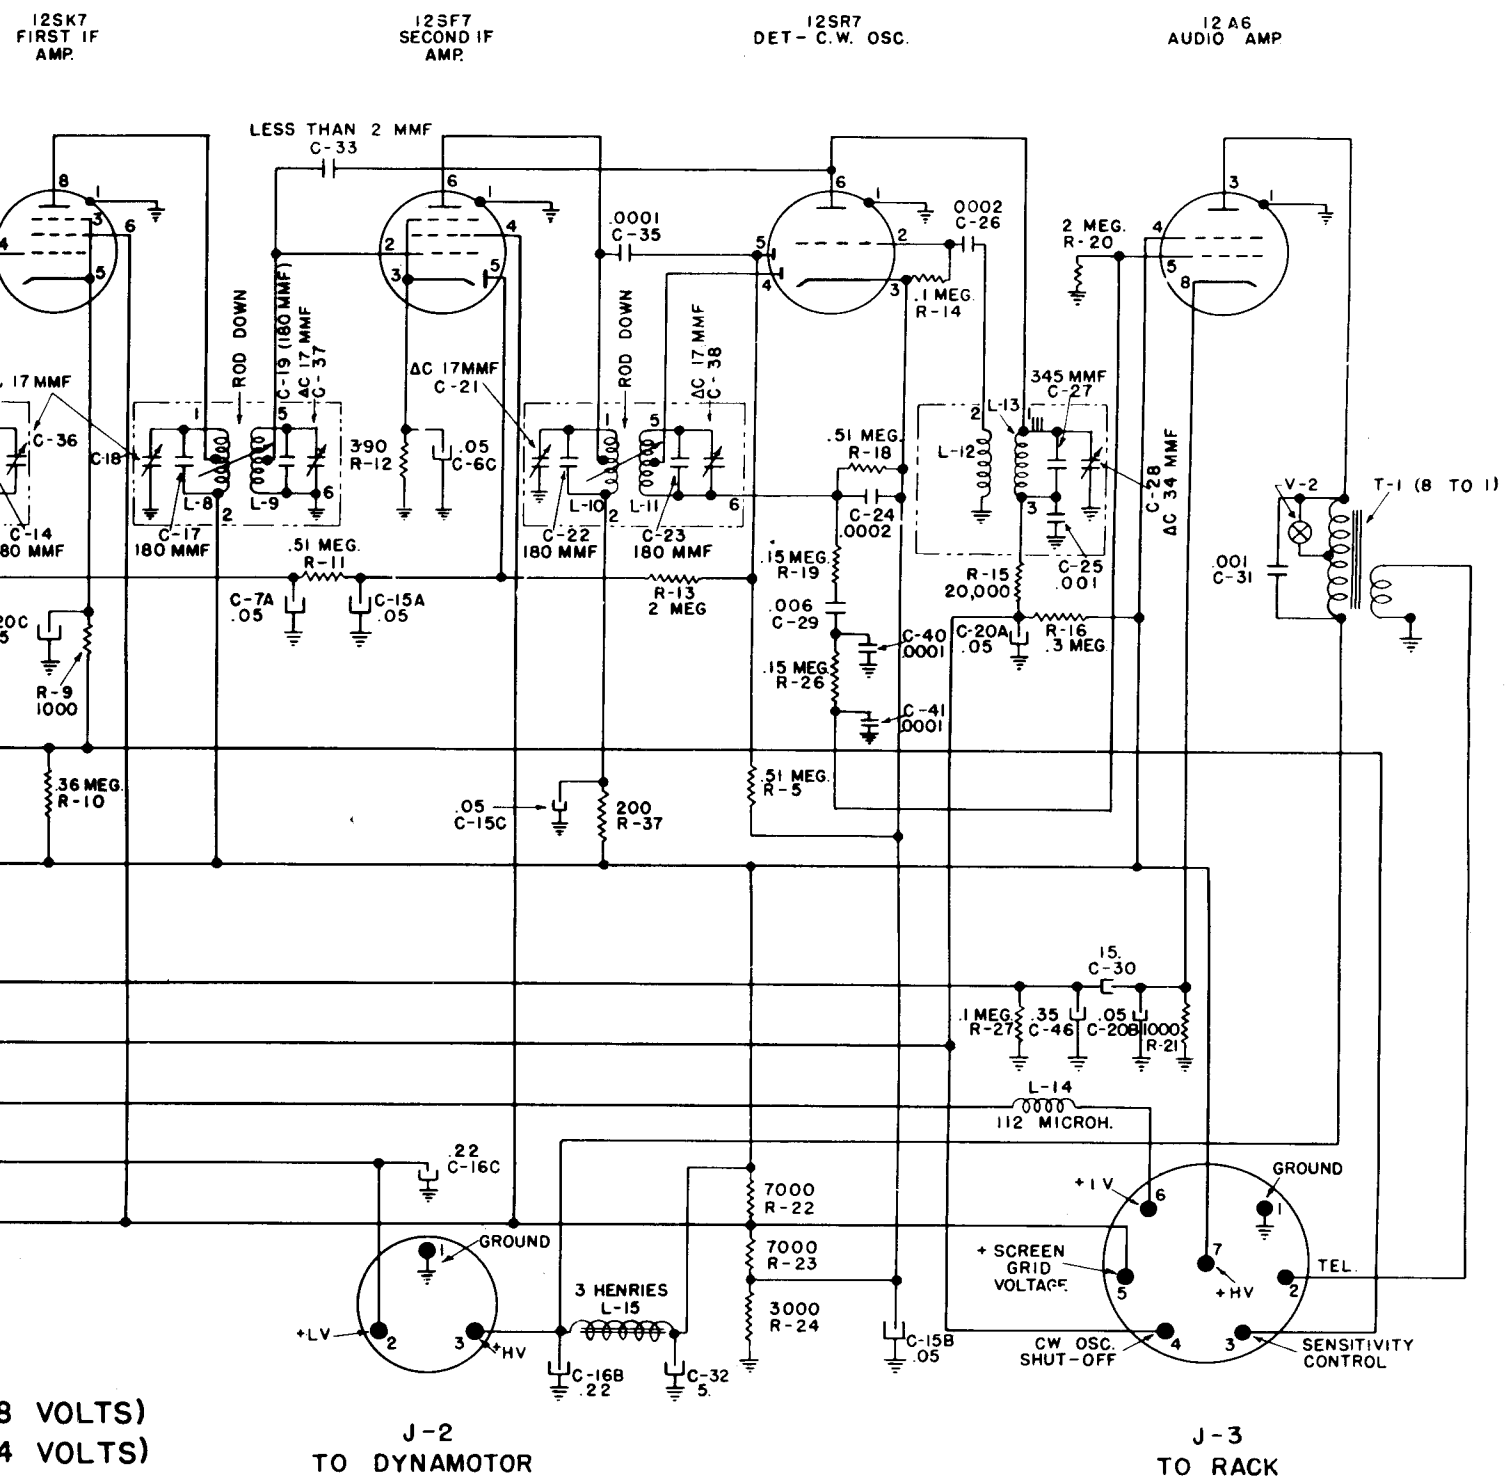 12SK7
FIRST IF
AMP.
12SF7
SECOND IF
AMP.
12SR7
DET- C.W. OSC.
12A6
AUDIO AMP.
LESS THAN 2 MMF
C-33
8
1
3
6
4
5
6
1
4
2
3
5
.0001
C-35
6
1
5
4
2
3
.0002
C-26
.1 MEG.
R-14
2 MEG.
R-20
3
1
4
5
8
17 MMF
C-36
C-18
ROD DOWN
C-19 (180 MMF)
ΔC 17 MMF
C-37
1
5
L-8
L-9
6
2
C-14
80 MMF
C-17
180 MMF
ΔC 17MMF
C-21
390
R-12
.05
C-6C
ROD DOWN
ΔC 17 MMF
C-38
1
5
L-10
L-11
6
2
C-22
180 MMF
C-23
180 MMF
.51 MEG.
R-18
C-24
.0002
345 MMF
C-27
L-13
2
1
L-12
3
C-28
ΔC 34 MMF
C-25
.001
V-2
T-1 (8 TO 1)
.001
C-31
.51 MEG.
R-11
C-7A
.05
C-15A
.05
R-13
2 MEG
.15 MEG.
R-19
.006
C-29
C-40
.0001
.15 MEG.
R-26
C-41
.0001
R-15
20,000
C-20A
.05
R-16
.3 MEG.
20C
5
R-9
1000
.36 MEG.
R-10
.05
C-15C
200
R-37
.51 MEG.
R-5
15.
C-30
.1 MEG.
R-27
.35
C-46
.05
C-20B
1000
R-21
L-14
112 MICROH.
.22
C-16C
7000
R-22
7000
R-23
3000
R-24
GROUND
1
+LV
2
3
+HV
3 HENRIES
L-15
C-16B
.22
C-32
5.
C-15B
.05
+LV
6
GROUND
1
+ SCREEN
GRID
VOLTAGE
5
7
+HV
TEL.
2
CW OSC.
SHUT-OFF
4
3
SENSITIVITY
CONTROL
8 VOLTS)
4 VOLTS)
J-2
TO DYNAMOTOR
J-3
TO RACK